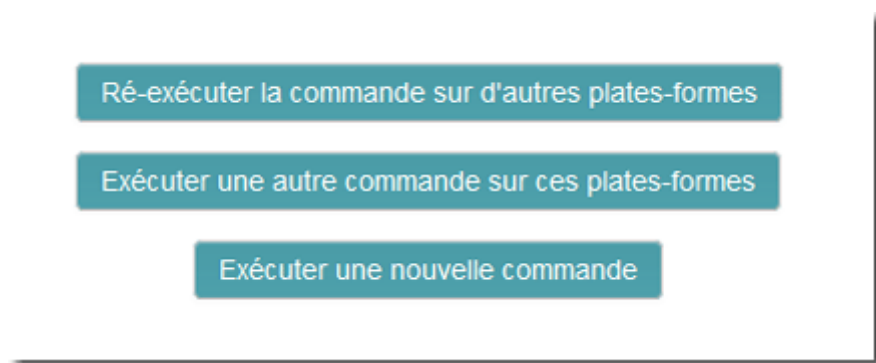 Ré-exécuter la commande sur d'autres plates-formes
Exécuter une autre commande sur ces plates-formes
Exécuter une nouvelle commande